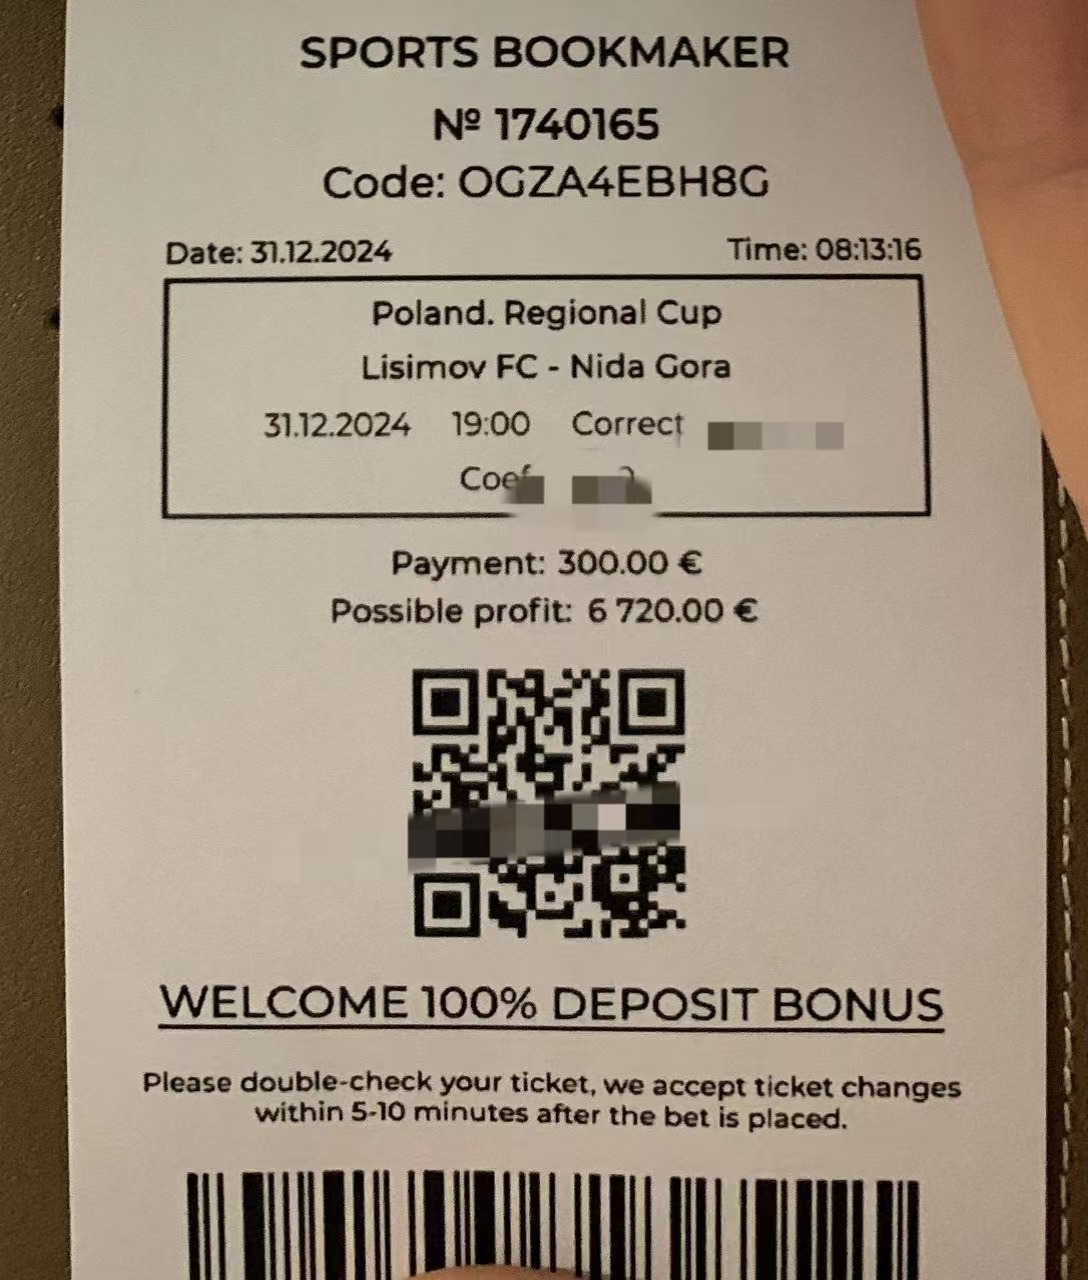 SPORTS BOOKMAKER
Nº 1740165
Code: OGZA4EBH8G
Date: 31.12.2024 Time: 08:13:16
Poland. Regional Cup
Lisimov FC - Nida Gora
31.12.2024 19:00 Correct
Payment: 300.00 €
Possible profit: 6 720.00 €
WELCOME 100% DEPOSIT BONUS
Please double-check your ticket, we accept ticket changes
within 5-10 minutes after the bet is placed.